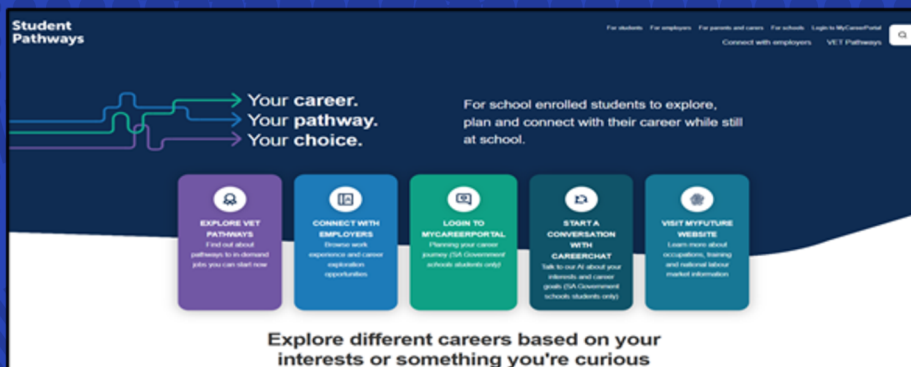 Student
Pathways
For students For employers For parents and carers For schools Login to MyCareerPortal
Connect with employers VET Pathways
Your career.
Your pathway.
Your choice.
For school enrolled students to explore,
plan and connect with their career while still
at school.
EXPLORE VET
PATHWAYS
Find out about
pathways to in-demand
jobs you can start now
CONNECT WITH
EMPLOYERS
Browse work
experience and career
exploration
opportunities
LOGIN TO
MYCAREERPORTAL
Planning your career
journey (SA Government
schools students only)
START A
CONVERSATION
WITH
CAREERCHAT
Talk to our AI about your
interests and career
goals (SA Government
schools students only)
VISIT MYFUTURE
WEBSITE
Learn more about
occupations, training
and national labour
market information
Explore different careers based on your
interests or something you're curious